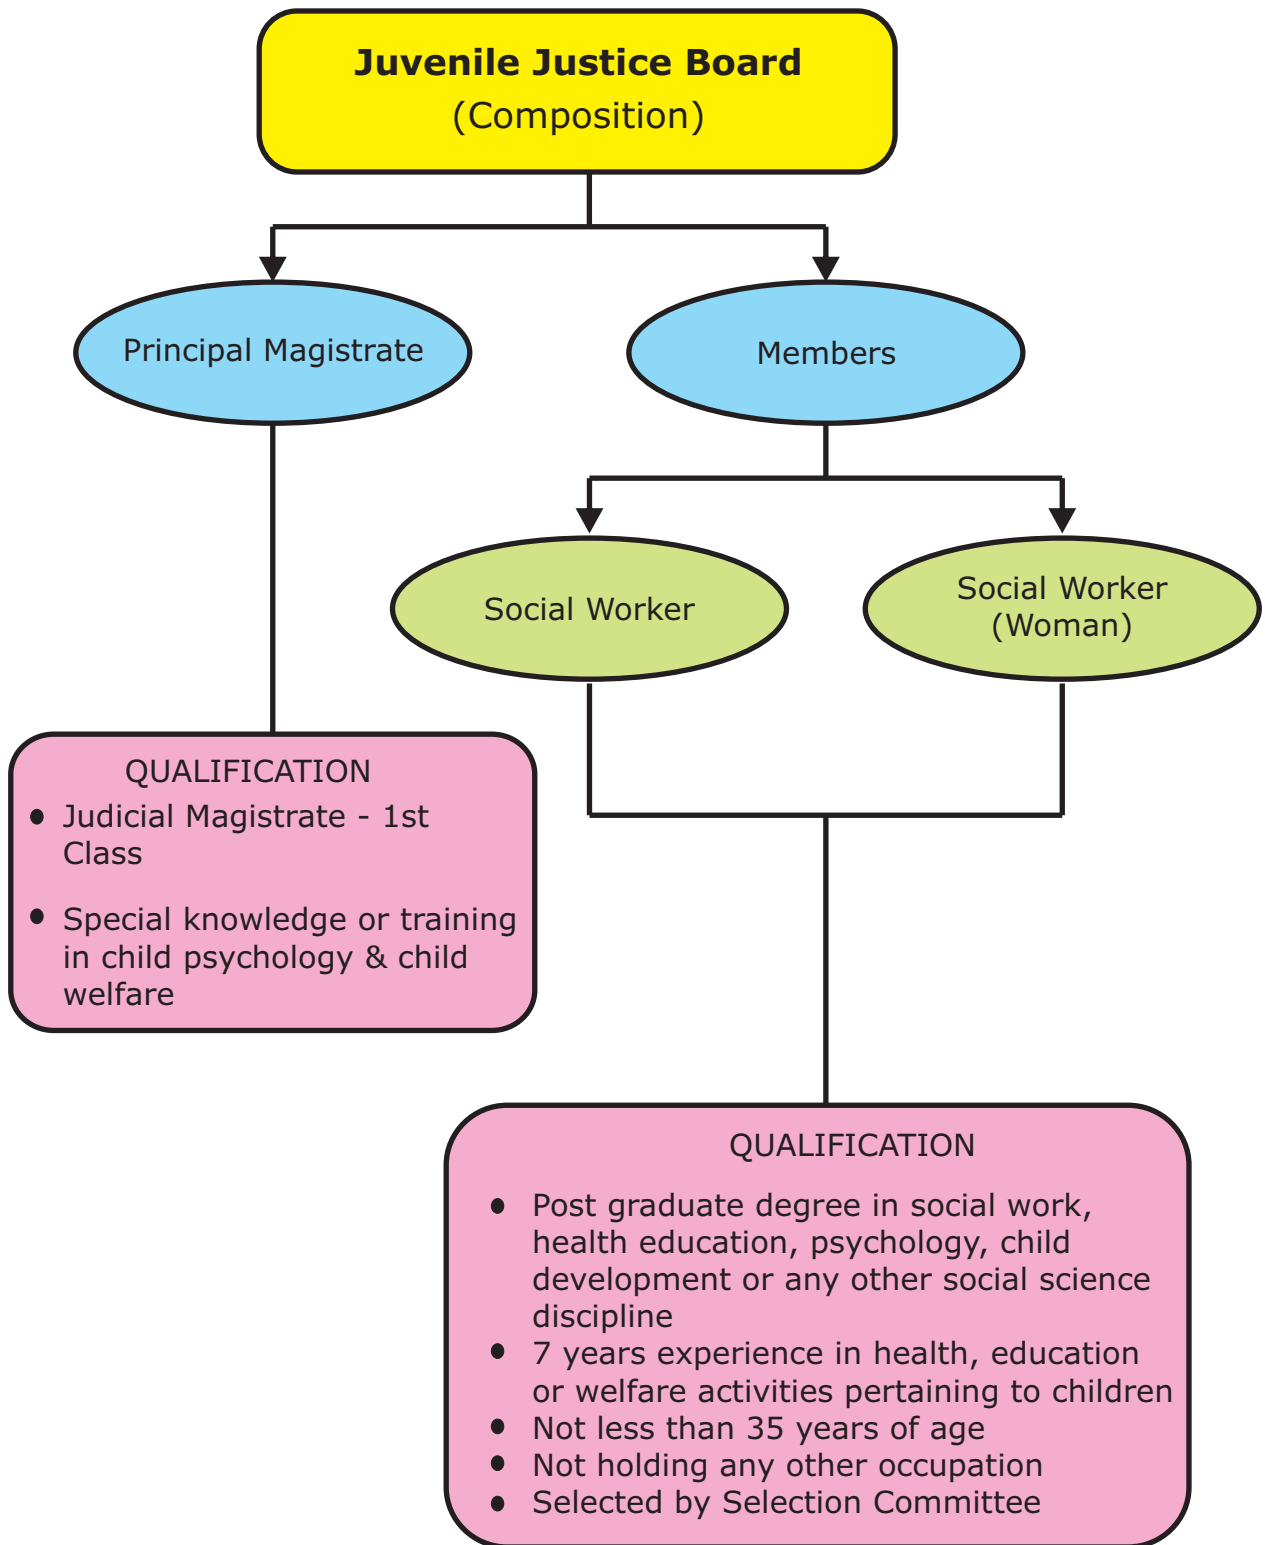 Juvenile Justice Board
(Composition)
Principal Magistrate
Members
Social Worker
Social Worker
(Woman)
QUALIFICATION
• Judicial Magistrate - 1st
Class
• Special knowledge or training
in child psychology & child
welfare
QUALIFICATION
• Post graduate degree in social work,
health education, psychology, child
development or any other social science
discipline
• 7 years experience in health, education
or welfare activities pertaining to children
• Not less than 35 years of age
• Not holding any other occupation
• Selected by Selection Committee